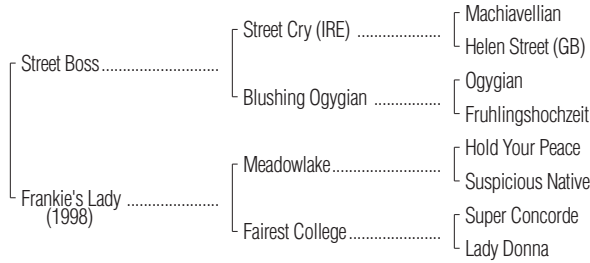 Machiavellian
Street Cry (IRE) ....................
Helen Street (GB)
Street Boss............................
Ogygian
Blushing Ogygian ................
Fruhlingshochzeit
Hold Your Peace
Meadowlake..........................
Suspicious Native
Frankie's Lady ......................
(1998)
Super Concorde
Fairest College......................
Lady Donna